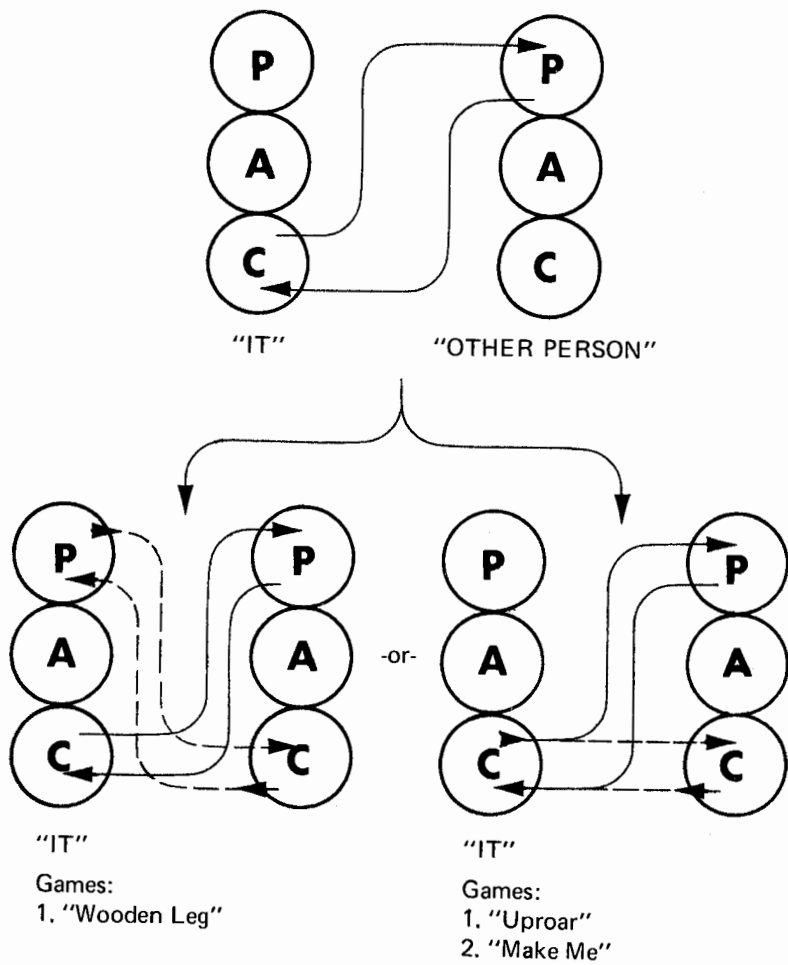 P P
A A
C C
"IT" "OTHER PERSON"
P P P P
A A -or- A A
C C C C
"IT" "IT"
Games: Games:
1. "Wooden Leg" 1. "Uproar"
2. "Make Me"